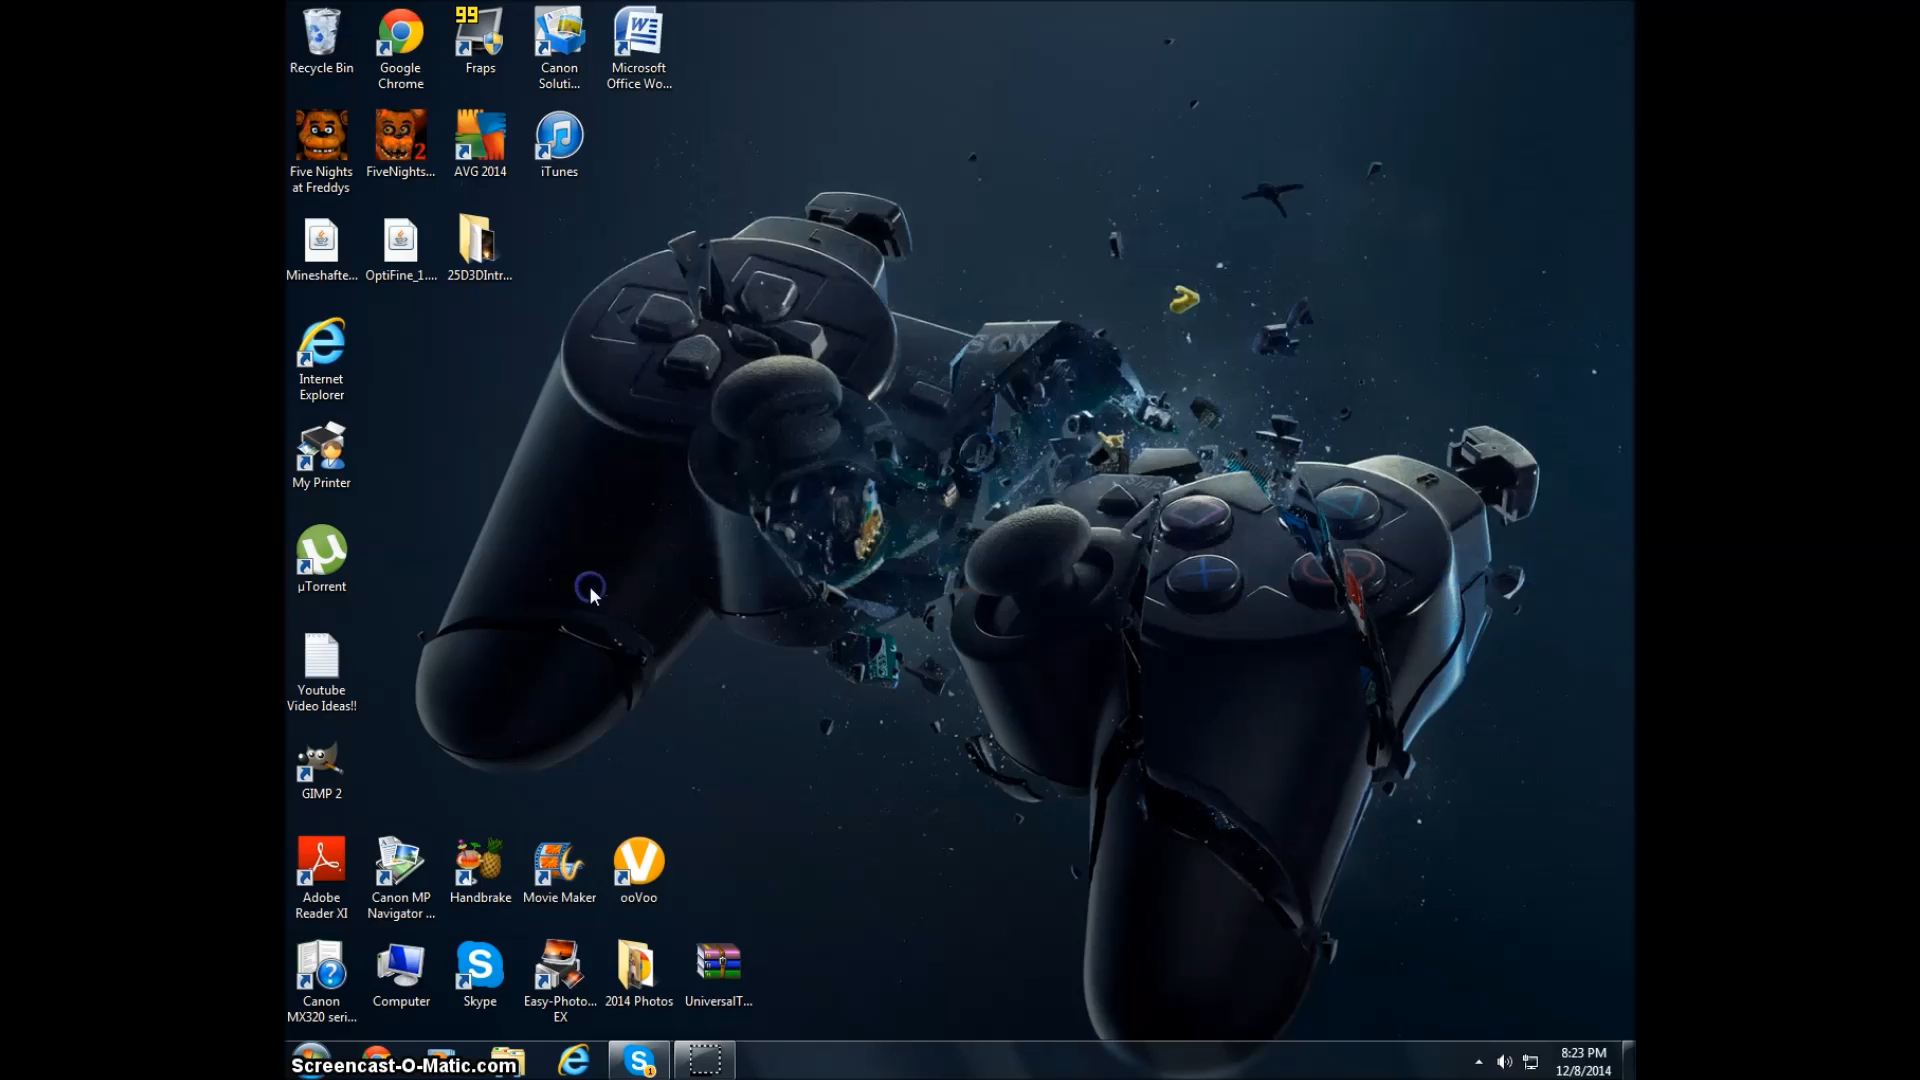 99
Recycle Bin
Google
Chrome
Fraps
Canon
Soluti...
Microsoft
Office Wo...
Five Nights
at Freddys
2
FiveNights...
AVG 2014
iTunes
Mineshafte...
OptiFine_1....
25D3DIntr...
Internet
Explorer
My Printer
µTorrent
Youtube
Video Ideas!!
GIMP 2
SONY
L
R
START
Adobe
Reader XI
Canon MP
Navigator ...
Handbrake
Movie Maker
ooVoo
Canon
MX320 seri...
Computer
Skype
Easy-Photo...
EX
2014 Photos
UniversalT...
Screencast-O-Matic.com
1
8:23 PM
12/8/2014